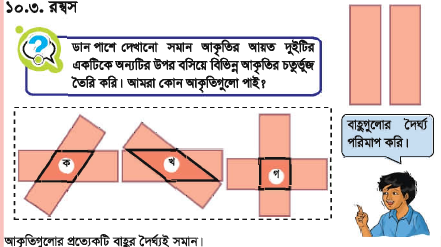 ১০.৩. রম্বস
ডান পাশে দেখানো সমান আকৃতির আয়ত দুইটির
একটিকে অন্যটির উপর বসিয়ে বিভিন্ন আকৃতির চতুর্ভুজ
তৈরি করি। আমরা কোন আকৃতিগুলো পাই?
ক
খ
গ
বাহুগুলোর দৈর্ঘ্য
পরিমাপ করি।
আকৃতিগুলোর প্রত্যেকটি বাহুর দৈর্ঘ্যই সমান।